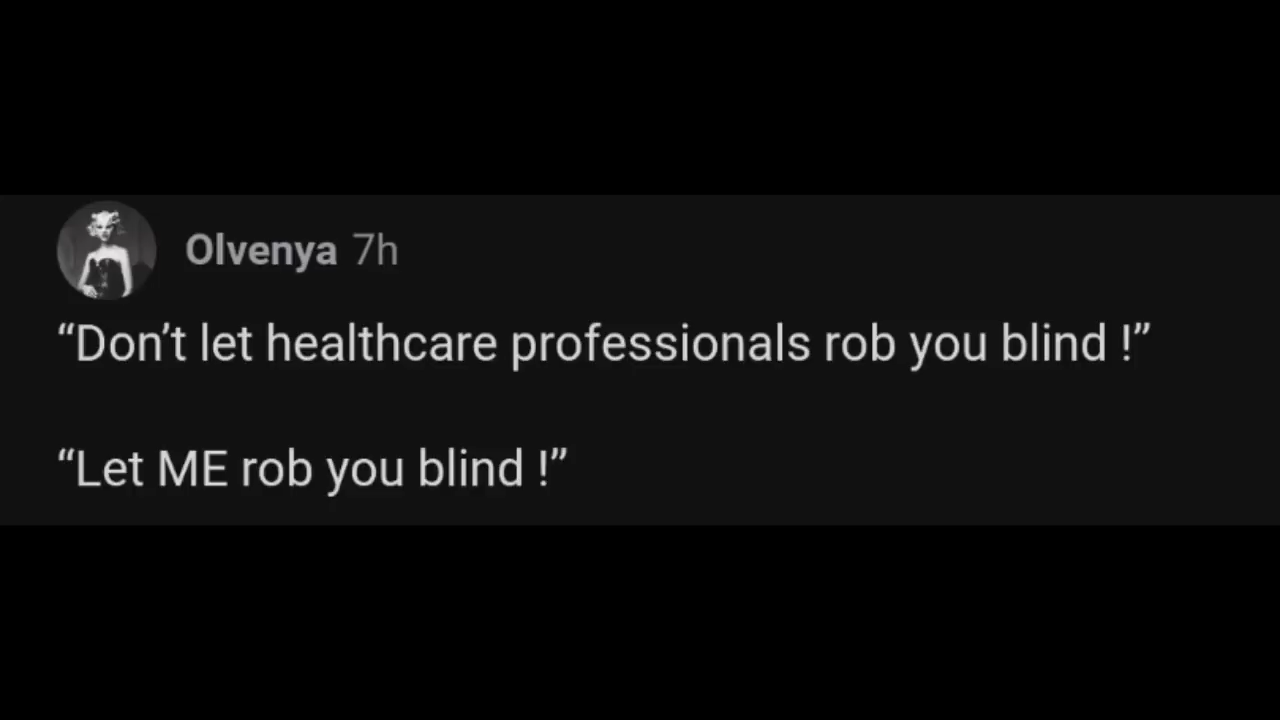 Olvenya 7h
“Don’t let healthcare professionals rob you blind !”
“Let ME rob you blind !”